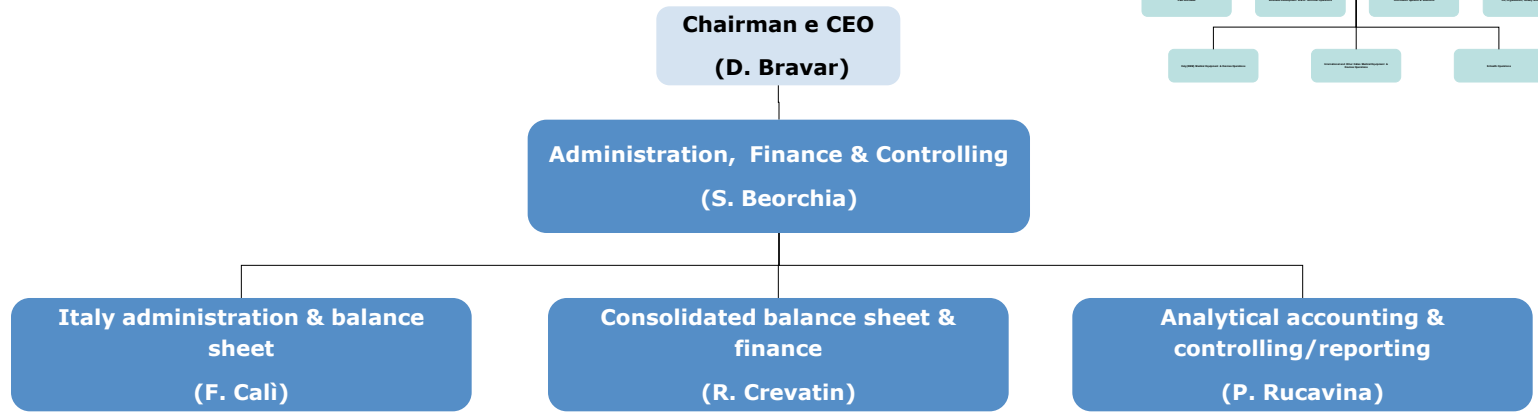 Chairman e CEO
(D. Bravar)
Administration, Finance & Controlling
(S. Beorchia)
Italy administration & balance
sheet
(F. Calì)
Consolidated balance sheet &
finance
(R. Crevatin)
Analytical accounting &
controlling/reporting
(P. Rucavina)